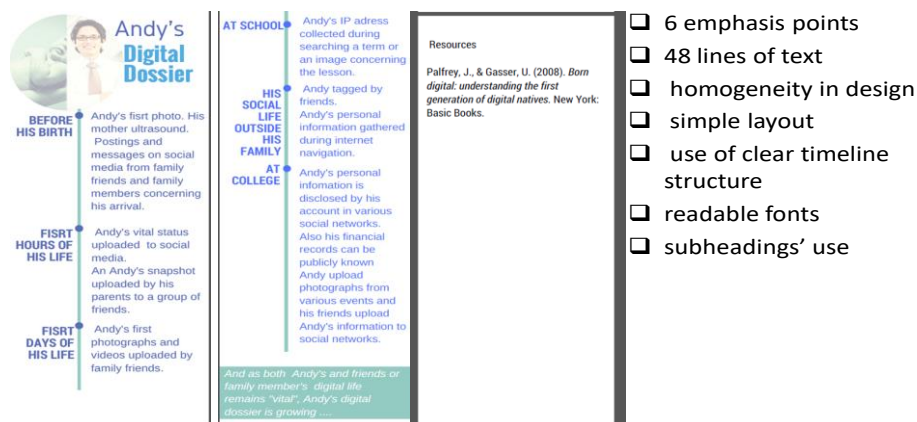 Andy's
Digital
Dossier
BEFORE
HIS BIRTH
Andy's fisrt photo. His
mother ultrasound.
Postings and
messages on social
media from family
friends and family
members concerning
his arrival.
FISRT
HOURS OF
HIS LIFE
Andy's vital status
uploaded to social
media.
An Andy's snapshot
uploaded by his
parents to a group of
friends.
FISRT
DAYS OF
HIS LIFE
Andy's first
photographs and
videos uploaded by
family friends.
AT SCHOOL
Andy's IP adress
collected during
searching a term or
an image concerning
the lesson.
HIS
SOCIAL
LIFE
OUTSIDE
HIS
FAMILY
Andy tagged by
friends.
Andy's personal
information gathered
during internet
navigation.
AT
COLLEGE
Andy's personal
infomation is
disclosed by his
account in various
social networks.
Also his financial
records can be
publicly known
Andy upload
photographs from
various events and
his friends upload
Andy's information to
social networks.
And as both Andy's and friends or
family member's digital life
remains "vital", Andy's digital
dossier is growing ....
Resources
Palfrey, J., & Gasser, U. (2008). Born
digital: understanding the first
generation of digital natives. New York:
Basic Books.
6 emphasis points
48 lines of text
homogeneity in design
simple layout
use of clear timeline
structure
readable fonts
subheadings' use